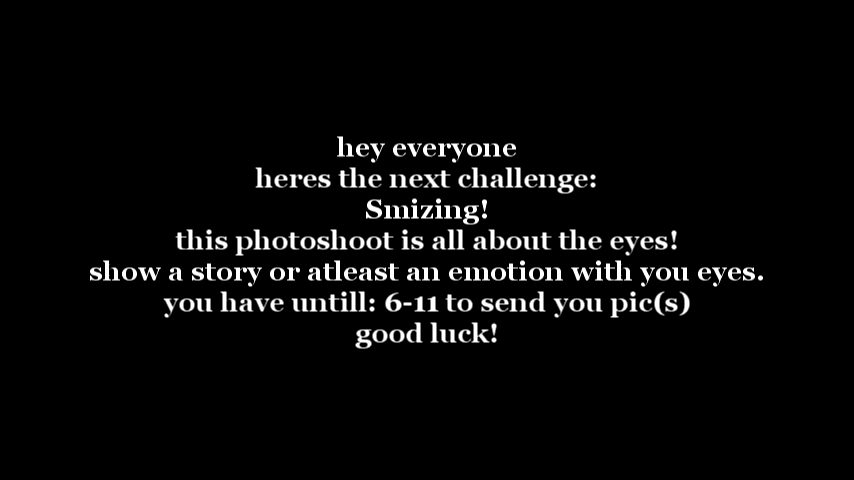 hey everyone
heres the next challenge:
Smizing!
this photoshoot is all about the eyes!
show a story or atleast an emotion with you eyes.
you have untill: 6-11 to send you pic(s)
good luck!